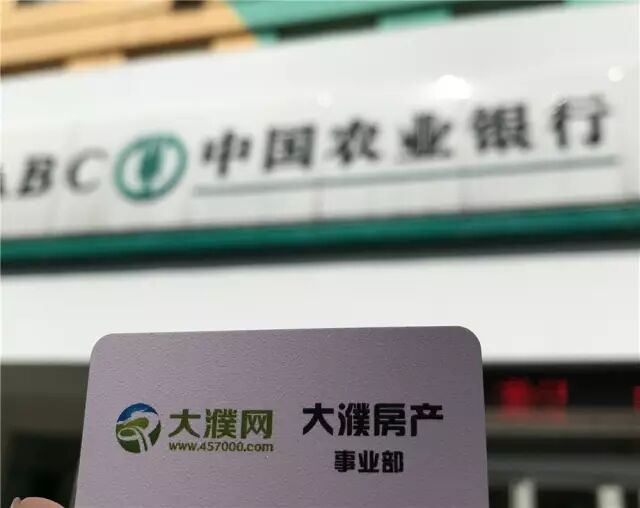 ABC 中国农业银行
大濮网 大濮房产
www.457000.com 事业部